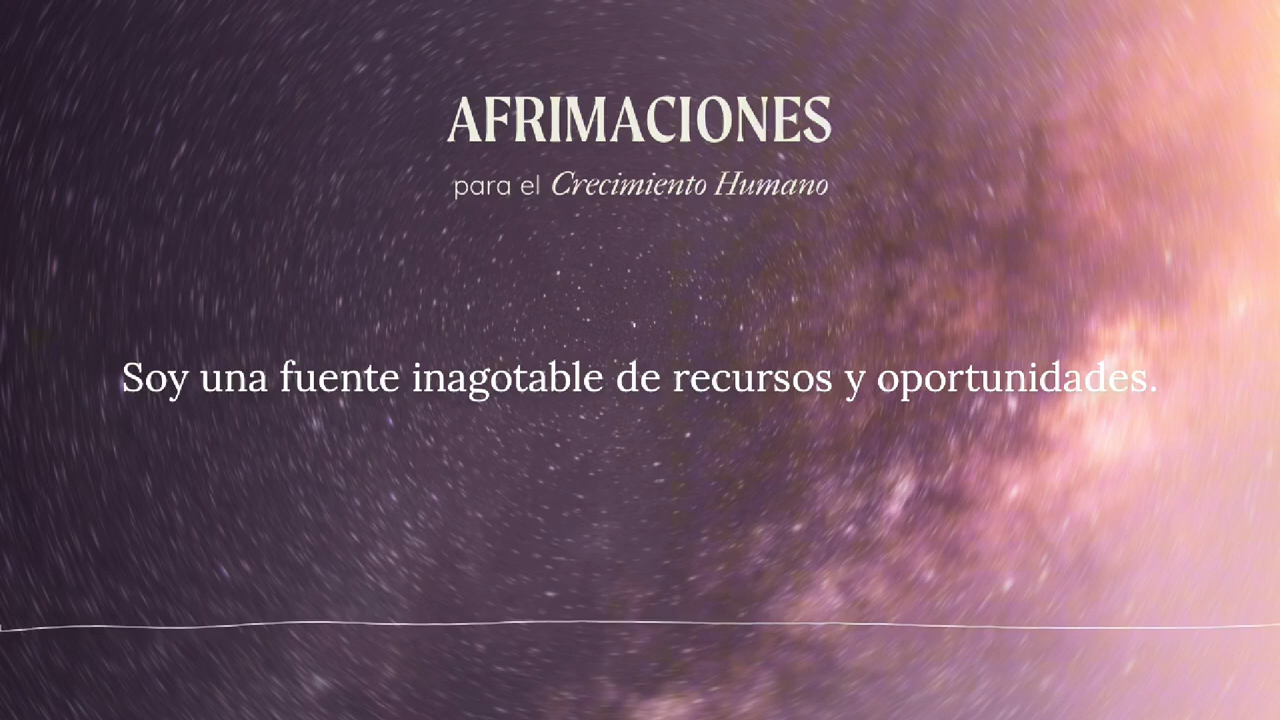 AFRIMACIONES
para el Crecimiento Humano
Soy una fuente inagotable de recursos y oportunidades.